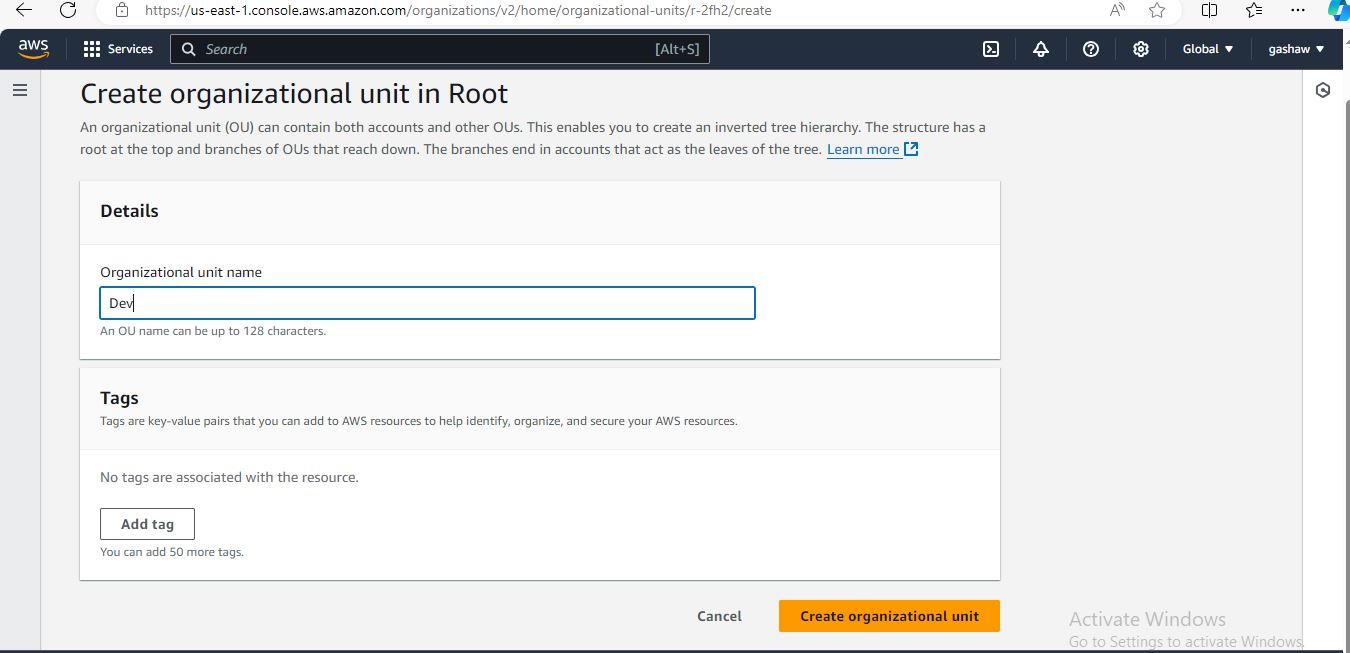 https://us-east-1.console.aws.amazon.com/organizations/v2/home/organizational-units/r-2fh2/create
aws Services Search [Alt+S] Global ▼ gashaw ▼
Create organizational unit in Root
An organizational unit (OU) can contain both accounts and other OUs. This enables you to create an inverted tree hierarchy. The structure has a
root at the top and branches of OUs that reach down. The branches end in accounts that act as the leaves of the tree. Learn more
Details
Organizational unit name
Dev
An OU name can be up to 128 characters.
Tags
Tags are key-value pairs that you can add to AWS resources to help identify, organize, and secure your AWS resources.
No tags are associated with the resource.
Add tag
You can add 50 more tags.
Cancel Create organizational unit
Activate Windows
Go to Settings to activate Windows.